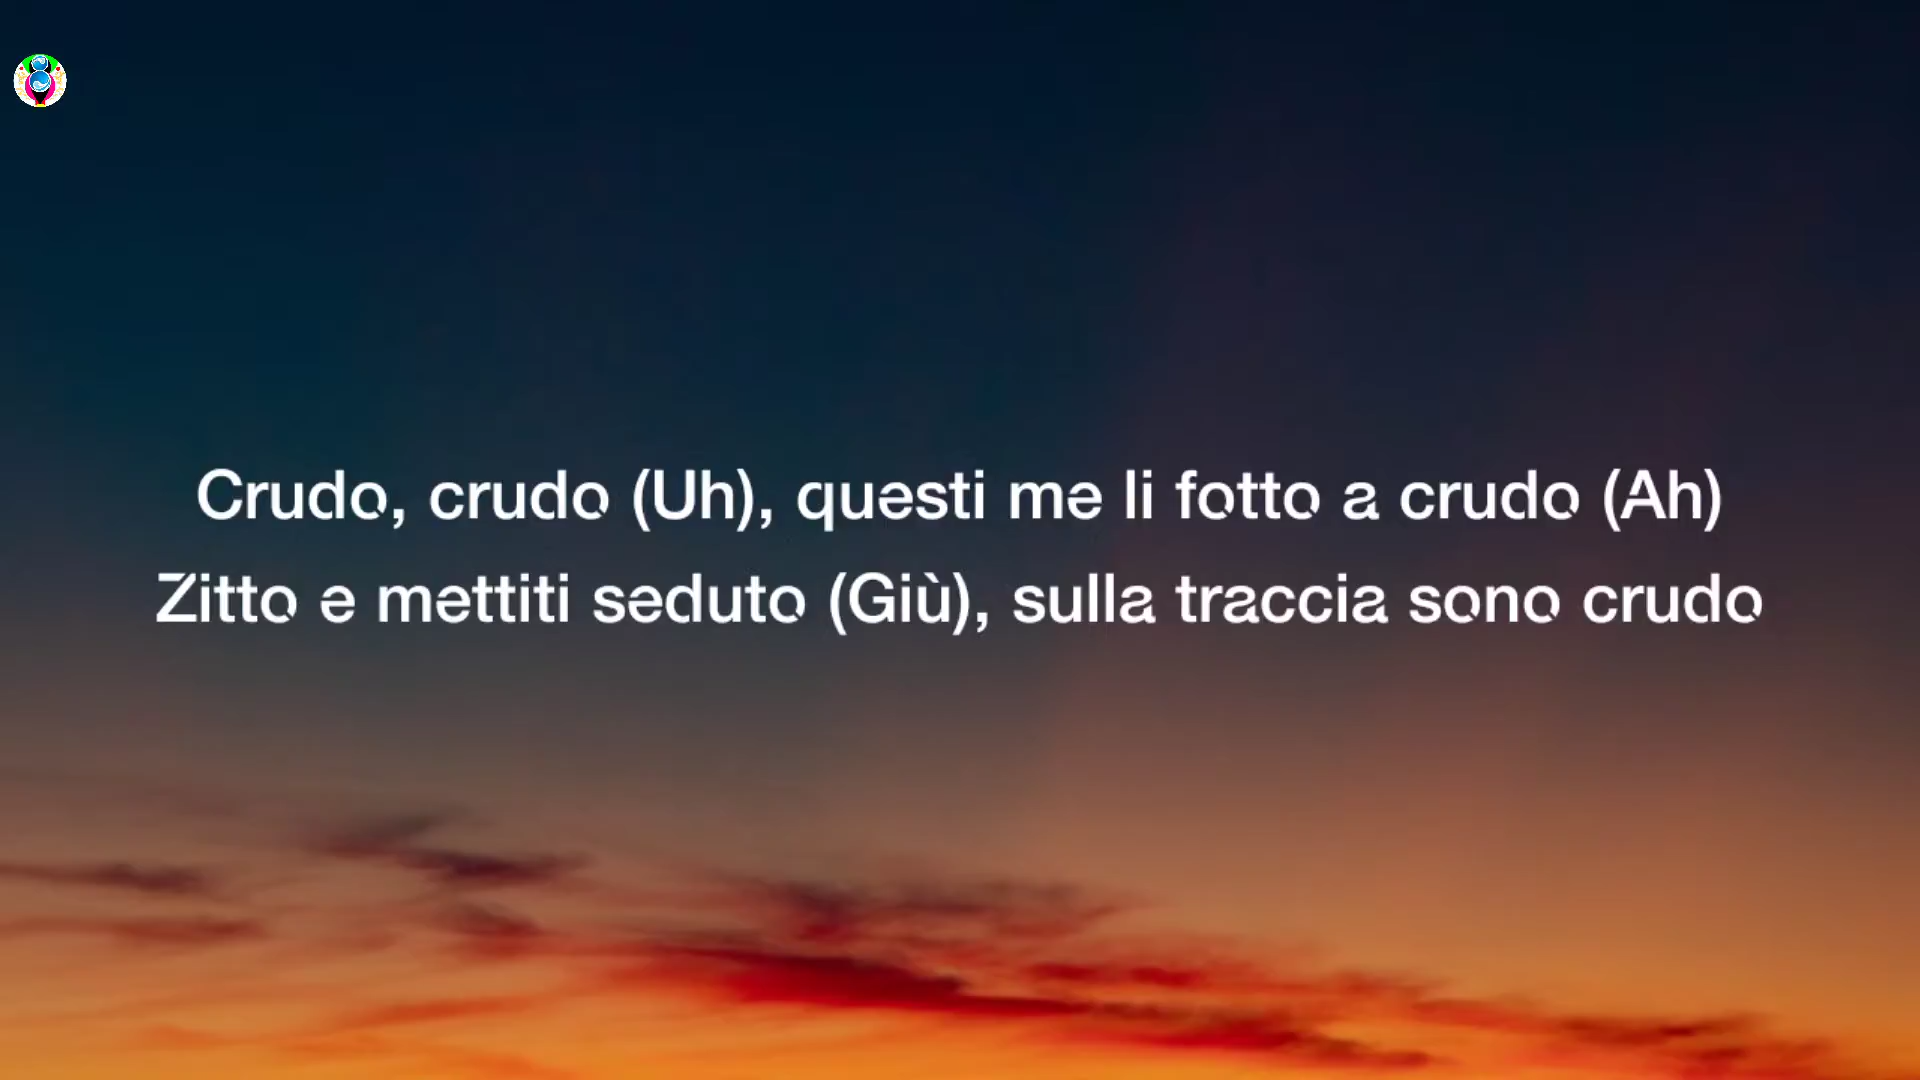 Crudo, crudo (Uh), questi me li fotto a crudo (Ah)
Zitto e mettiti seduto (Giù), sulla traccia sono crudo